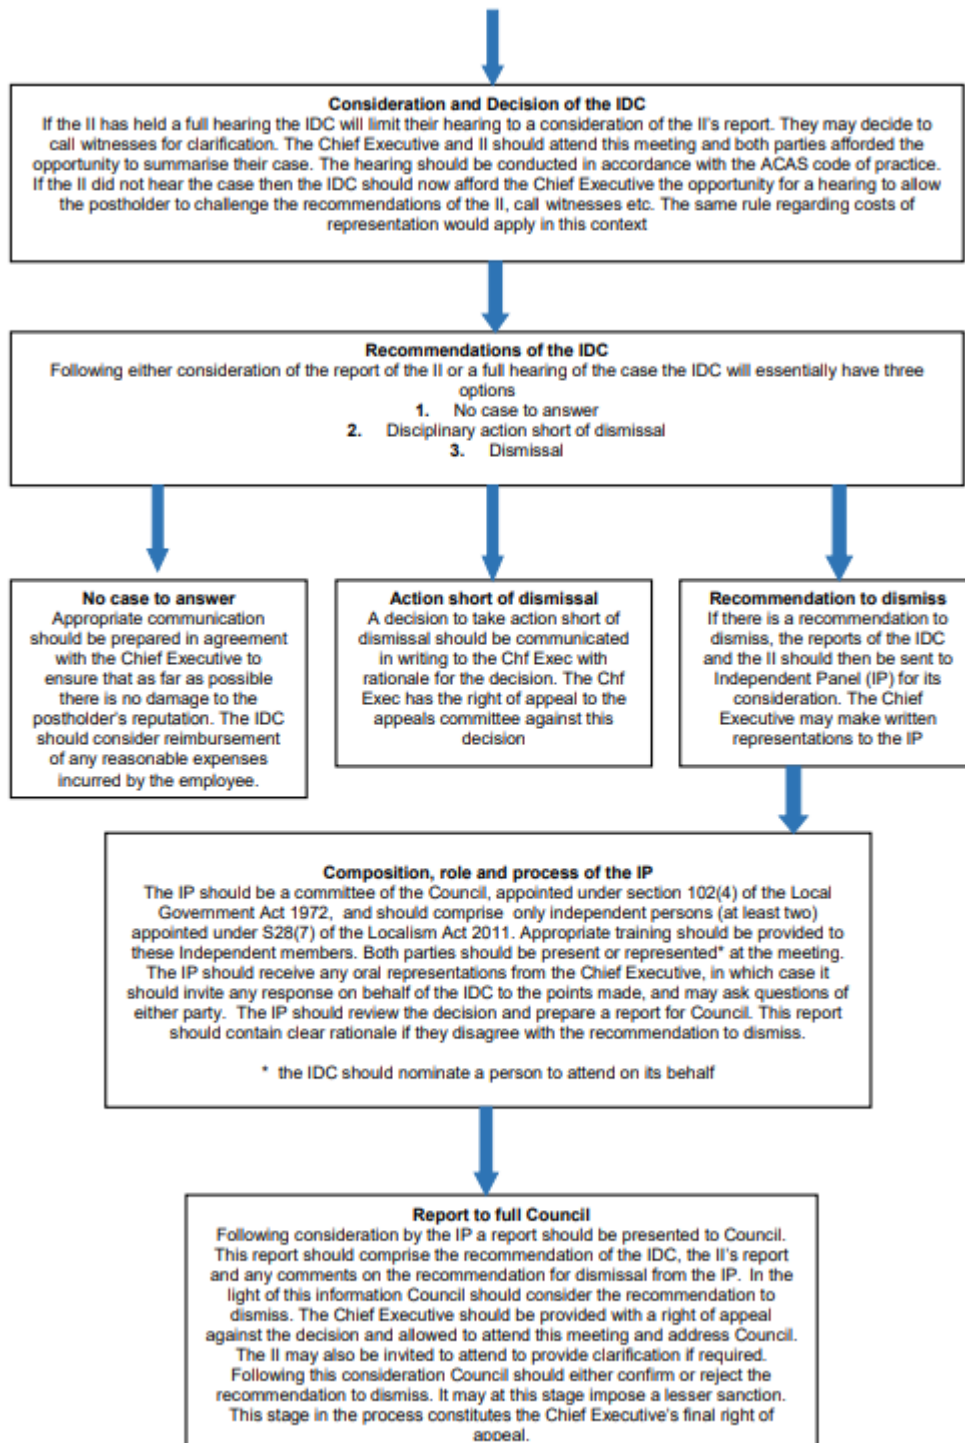 Consideration and Decision of the IDC
If the II has held a full hearing the IDC will limit their hearing to a consideration of the II's report. They may decide to
call witnesses for clarification. The Chief Executive and II should attend this meeting and both parties afforded the
opportunity to summarise their case. The hearing should be conducted in accordance with the ACAS code of practice.
If the II did not hear the case then the IDC should now afford the Chief Executive the opportunity for a hearing to allow
the postholder to challenge the recommendations of the II, call witnesses etc. The same rule regarding costs of
representation would apply in this context
Recommendations of the IDC
Following either consideration of the report of the II or a full hearing of the case the IDC will essentially have three
options
1. No case to answer
2. Disciplinary action short of dismissal
3. Dismissal
No case to answer
Appropriate communication
should be prepared in agreement
with the Chief Executive to
ensure that as far as possible
there is no damage to the
postholder's reputation. The IDC
should consider reimbursement
of any reasonable expenses
incurred by the employee.
Action short of dismissal
A decision to take action short of
dismissal should be communicated
in writing to the Chf Exec with
rationale for the decision. The Chf
Exec has the right of appeal to the
appeals committee against this
decision
Recommendation to dismiss
If there is a recommendation to
dismiss, the reports of the IDC
and the II should then be sent to
Independent Panel (IP) for its
consideration. The Chief
Executive may make written
representations to the IP
Composition, role and process of the IP
The IP should be a committee of the Council, appointed under section 102(4) of the Local
Government Act 1972, and should comprise only independent persons (at least two)
appointed under S28(7) of the Localism Act 2011. Appropriate training should be provided to
these Independent members. Both parties should be present or represented* at the meeting.
The IP should receive any oral representations from the Chief Executive, in which case it
should invite any response on behalf of the IDC to the points made, and may ask questions of
either party. The IP should review the decision and prepare a report for Council. This report
should contain clear rationale if they disagree with the recommendation to dismiss.
* the IDC should nominate a person to attend on its behalf
Report to full Council
Following consideration by the IP a report should be presented to Council.
This report should comprise the recommendation of the IDC, the II's report
and any comments on the recommendation for dismissal from the IP. In the
light of this information Council should consider the recommendation to
dismiss. The Chief Executive should be provided with a right of appeal
against the decision and allowed to attend this meeting and address Council.
The II may also be invited to attend to provide clarification if required.
Following this consideration Council should either confirm or reject the
recommendation to dismiss. It may at this stage impose a lesser sanction.
This stage in the process constitutes the Chief Executive's final right of
appeal.